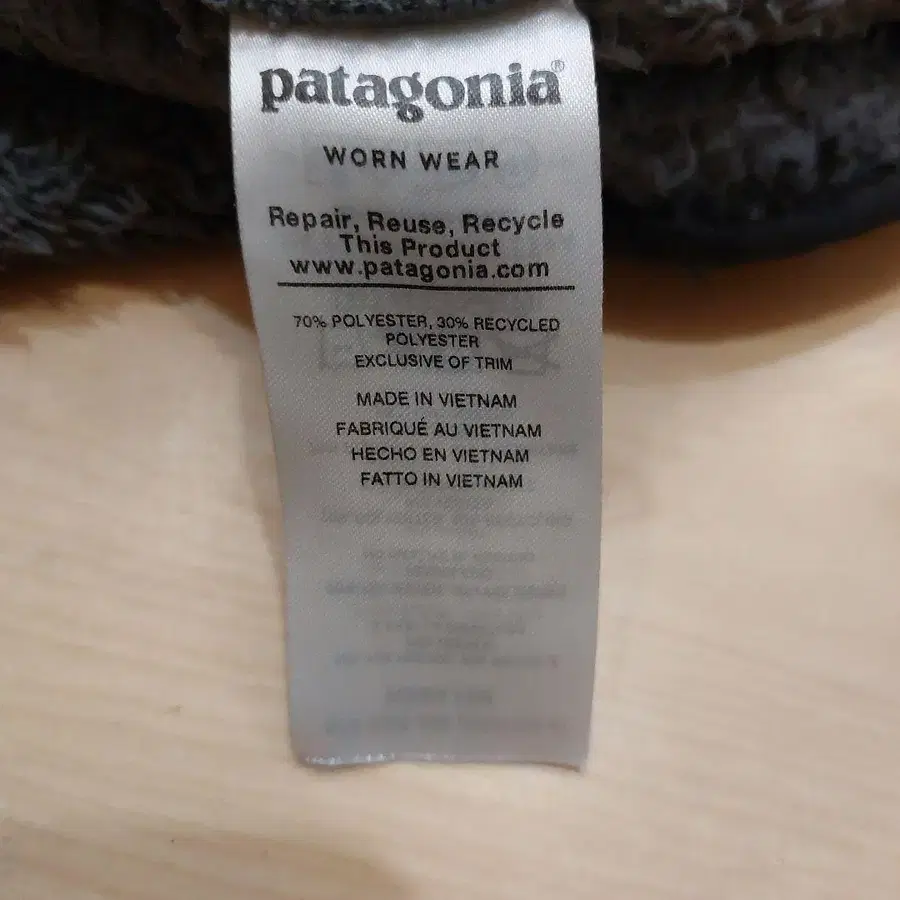 patagonia®
WORN WEAR
Repair, Reuse, Recycle
This Product
www.patagonia.com
70% POLYESTER, 30% RECYCLED
POLYESTER
EXCLUSIVE OF TRIM
MADE IN VIETNAM
FABRIQUÉ AU VIETNAM
HECHO EN VIETNAM
FATTO IN VIETNAM